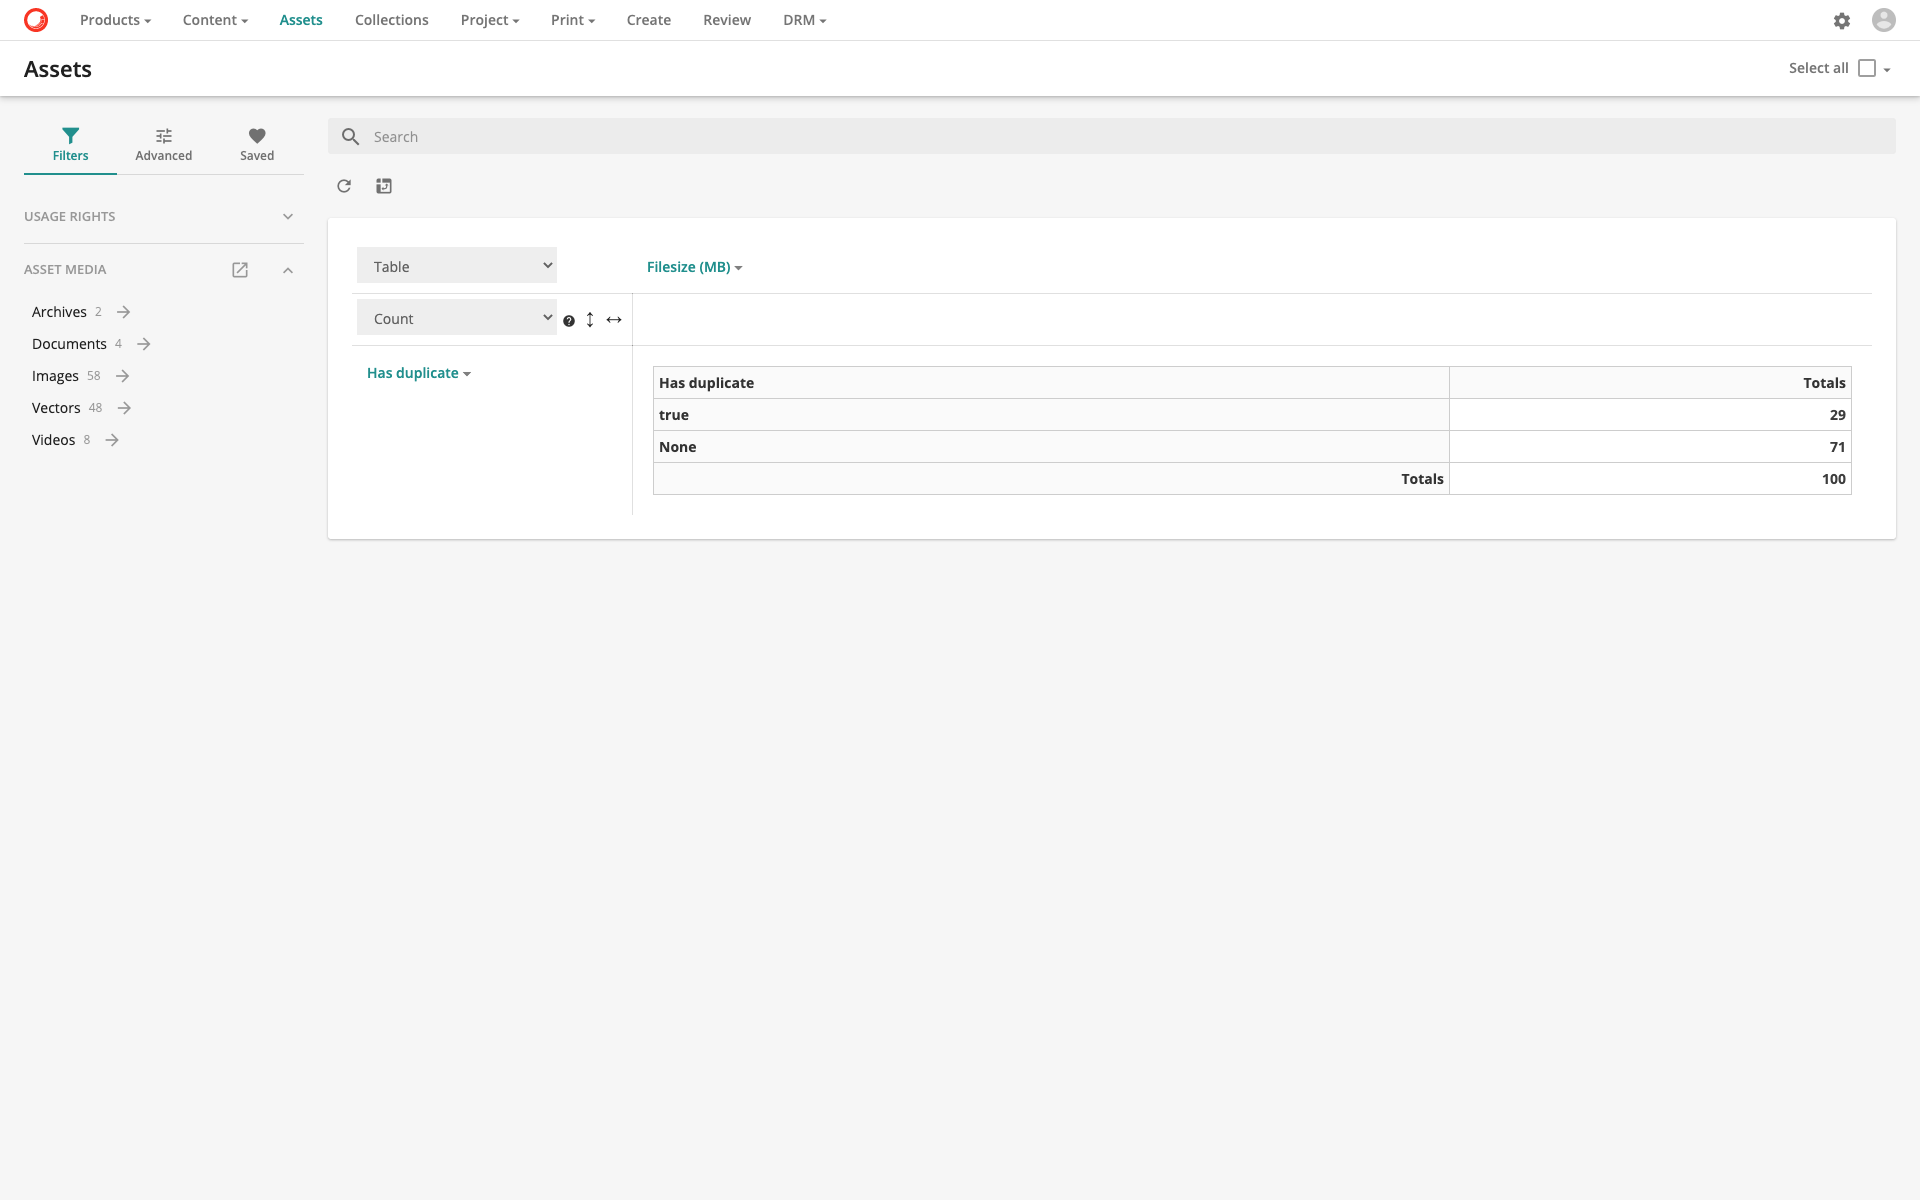 Products Content Assets Collections Project Print Create Review DRM
Assets
Select all
Filters Advanced Saved
Search
USAGE RIGHTS
ASSET MEDIA
Archives 2
Documents 4
Images 58
Vectors 48
Videos 8
Table
Filesize (MB)
Count
Has duplicate
Has duplicate Totals
true 29
None 71
Totals 100